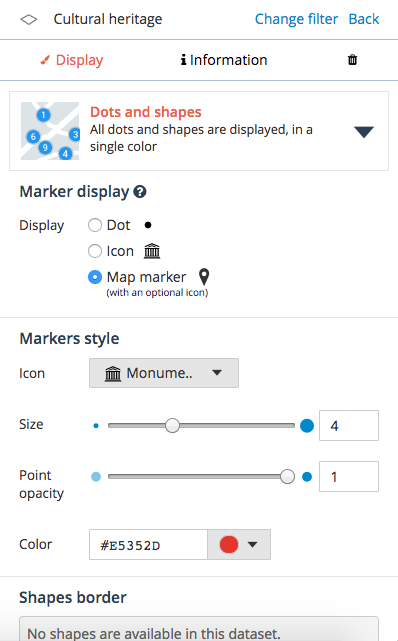 Cultural heritage Change filter Back
Display Information
1
6
3
9
4
Dots and shapes
All dots and shapes are displayed, in a
single color
Marker display ?
Display Dot
Icon
Map marker
(with an optional icon)
Markers style
Icon Monume..
Size 4
Point
opacity
1
Color #E5352D
Shapes border
No shapes are available in this dataset.